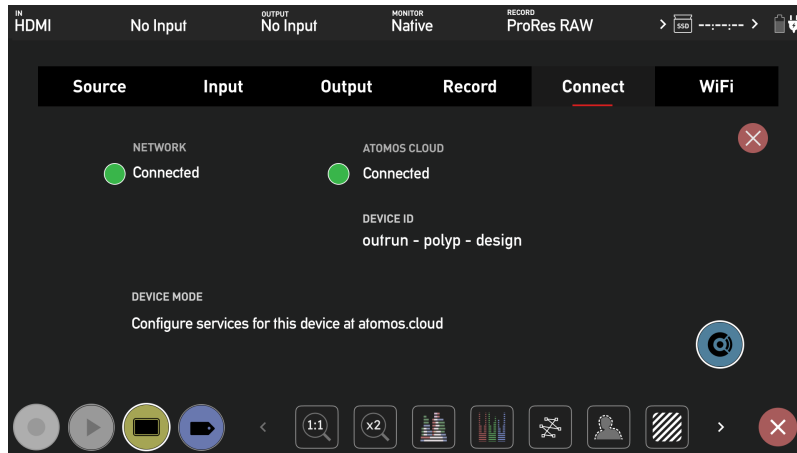 IN
HDMI
No Input
OUTPUT
No Input
MONITOR
Native
RECORD
ProRes RAW
> SSD --:--:-- >
Source
Input
Output
Record
Connect
WiFi
NETWORK
Connected
ATOMOS CLOUD
Connected
DEVICE ID
outrun - polyp - design
DEVICE MODE
Configure services for this device at atomos.cloud
< 1:1 x2 >